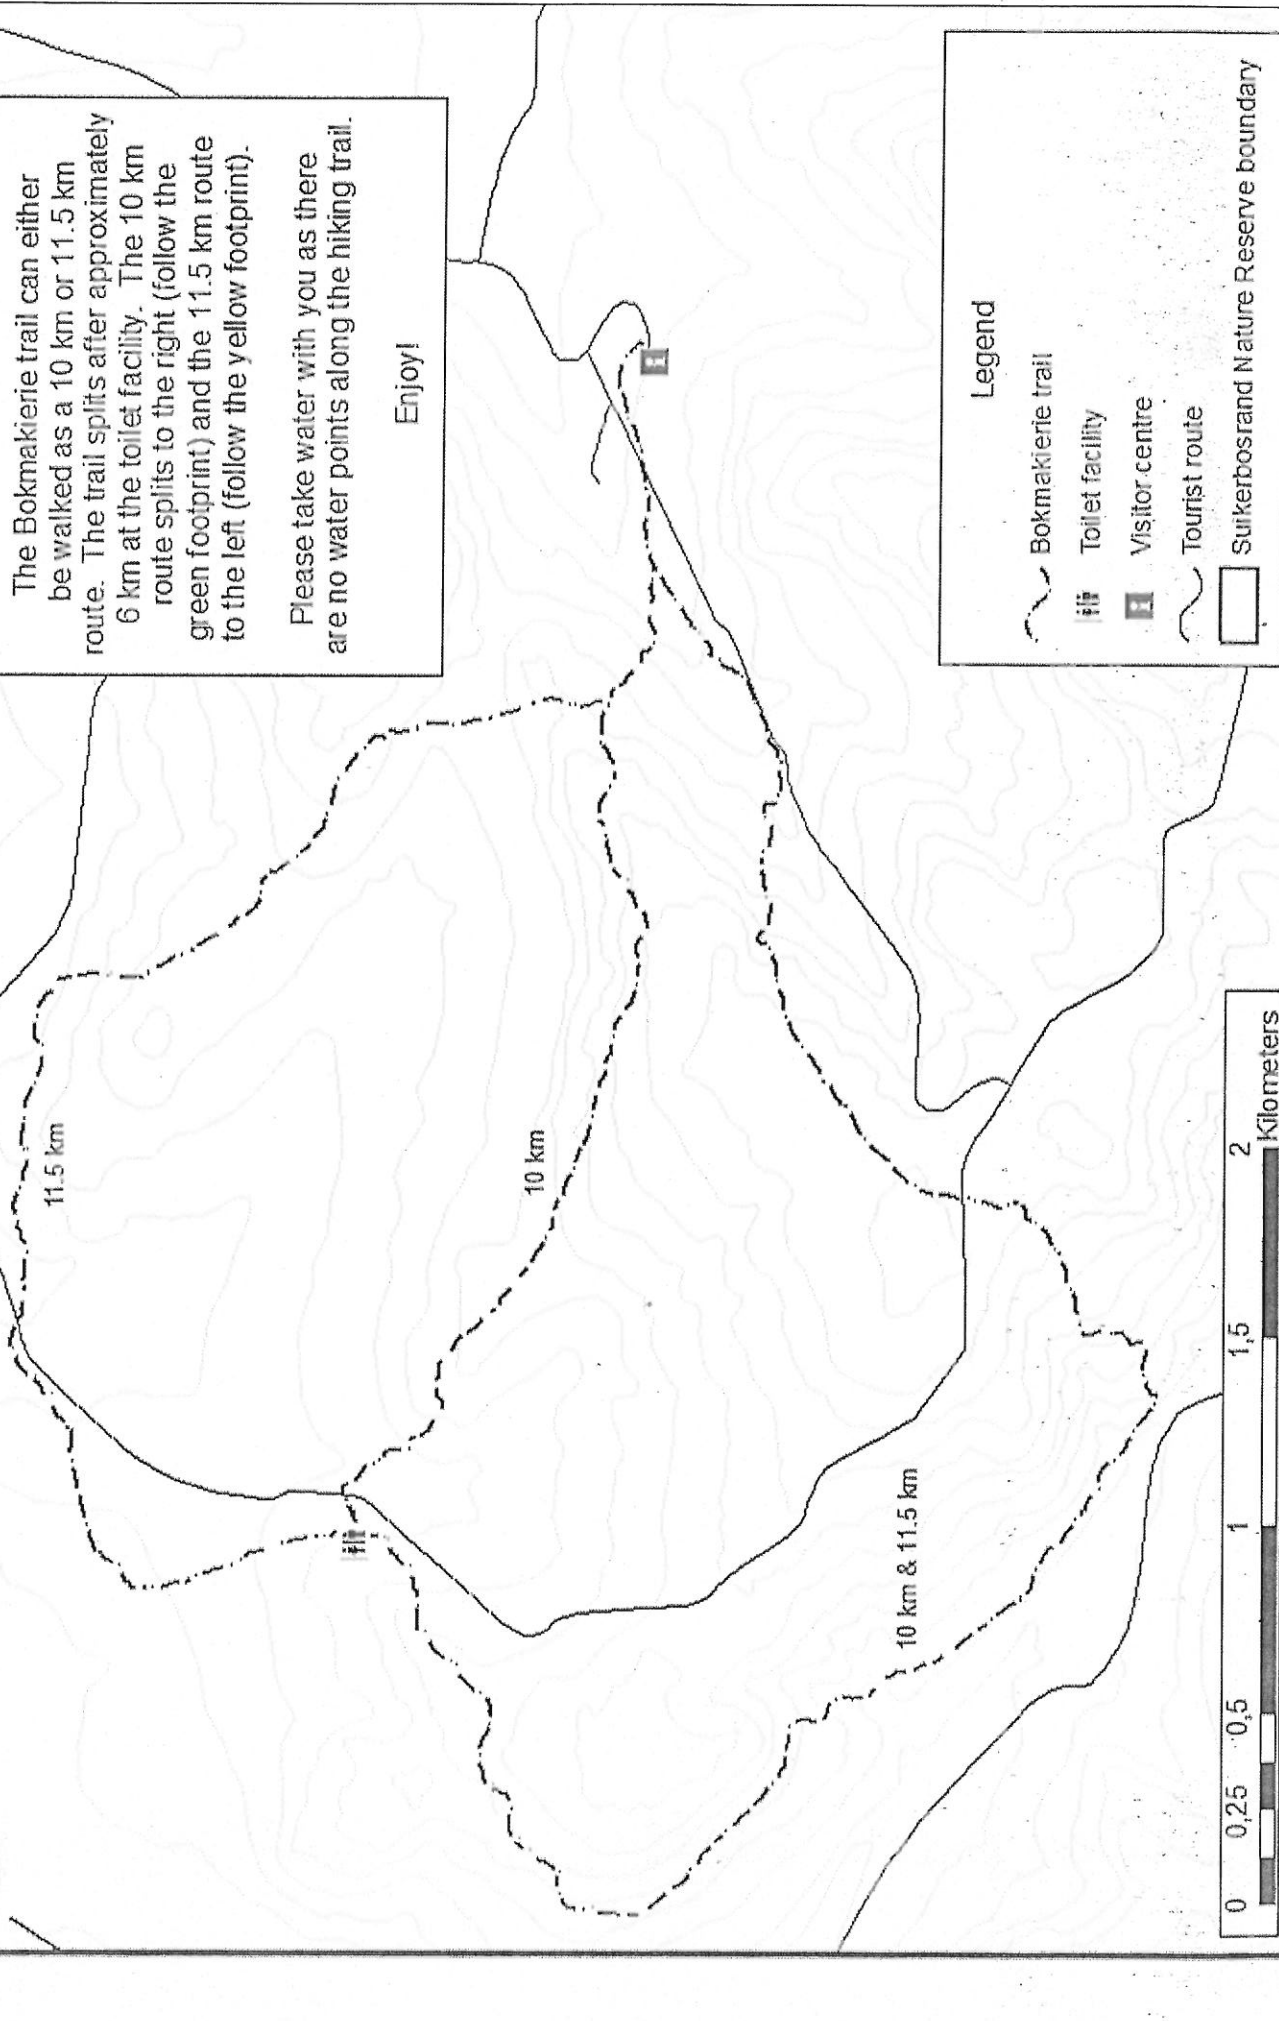 The Bokmakierie trail can either
be walked as a 10 km or 11.5 km
route. The trail splits after approximately
6 km at the toilet facility. The 10 km
route splits to the right (follow the
green footprint) and the 11.5 km route
to the left (follow the yellow footprint).
Please take water with you as there
are no water points along the hiking trail.
Enjoy!
11.5 km
10 km
10 km & 11.5 km
Legend
Bokmakierie trail
Toilet facility
Visitor centre
Tourist route
Suikerbosrand Nature Reserve boundary
0 0,25 0,5 1 1,5 2
Kilometers